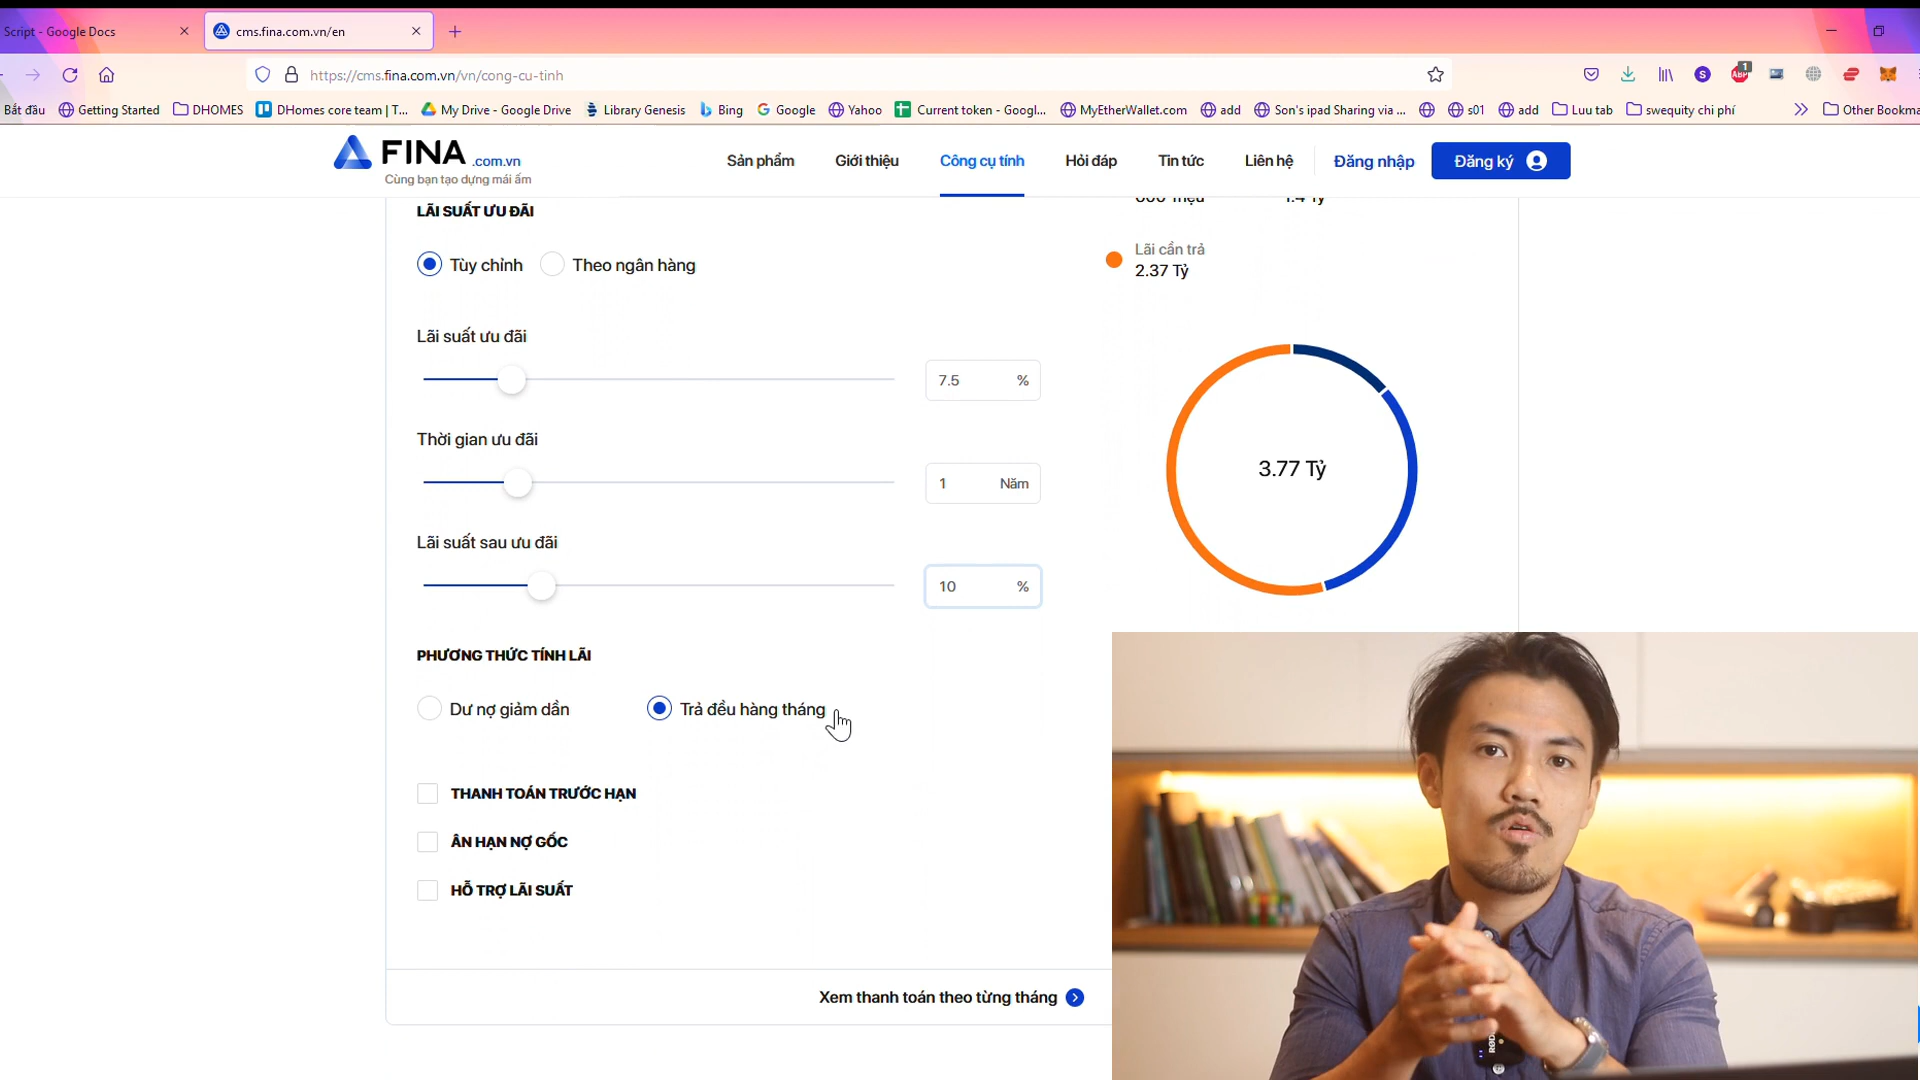 Script - Google Docs
cms.fina.com.vn/en
https://cms.fina.com.vn/vn/cong-cu-tinh
S
ABP
1
Bắt đầu
Getting Started
DHOMES
DHomes core team | T...
My Drive - Google Drive
Library Genesis
Bing
Google
Yahoo
Current token - Googl...
MyEtherWallet.com
add
Son's ipad Sharing via ...
s01
add
Luu tab
swequity chi phí
Other Bookma
FINA .com.vn
Cùng bạn tạo dựng mái ấm
Sản phẩm
Giới thiệu
Công cụ tính
Hỏi đáp
Tin tức
Liên hệ
Đăng nhập
Đăng ký
LÃI SUẤT ƯU ĐÃI
1.4 Tỷ
Tùy chỉnh
Theo ngân hàng
Lãi cần trả
2.37 Tỷ
Lãi suất ưu đãi
7.5 %
Thời gian ưu đãi
1 Năm
3.77 Tỷ
Lãi suất sau ưu đãi
10 %
PHƯƠNG THỨC TÍNH LÃI
Dư nợ giảm dần
Trả đều hàng tháng
THANH TOÁN TRƯỚC HẠN
ÂN HẠN NỢ GỐC
HỖ TRỢ LÃI SUẤT
Xem thanh toán theo từng tháng